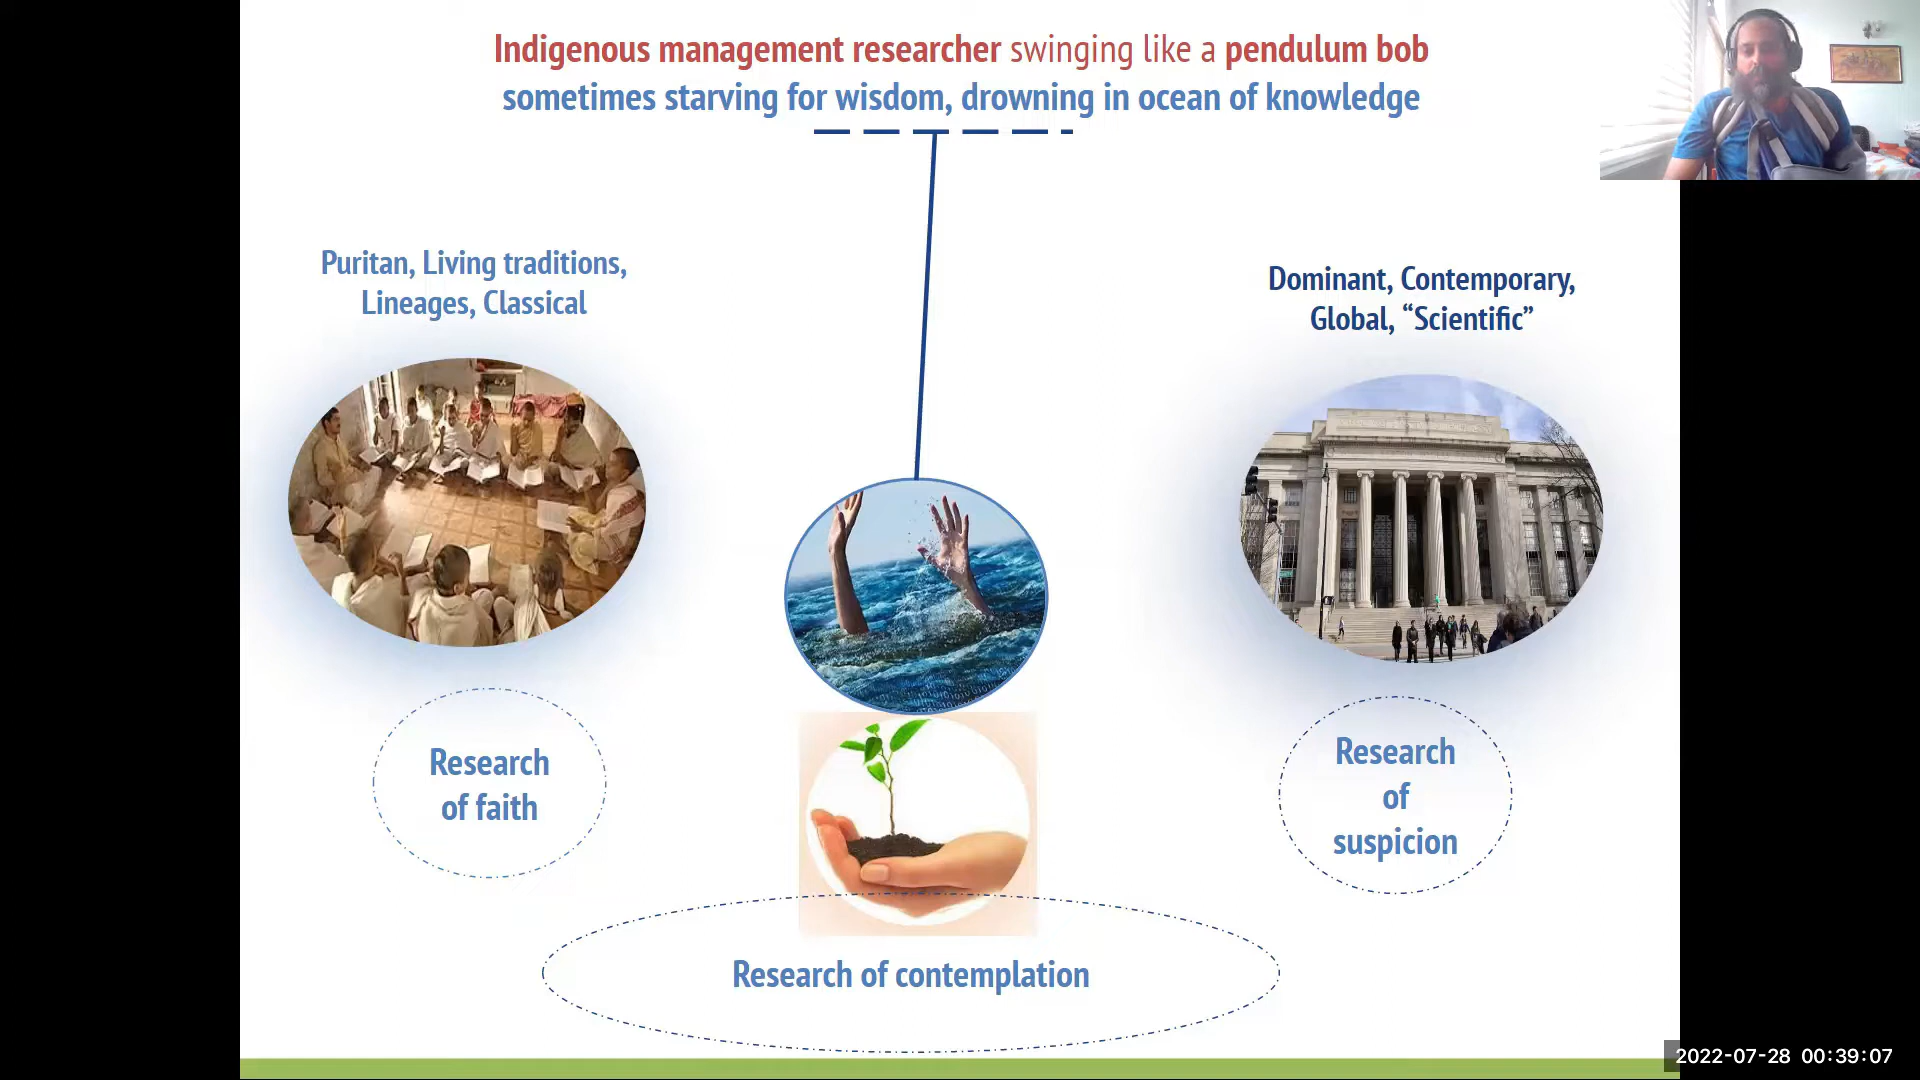 Indigenous management researcher swinging like a pendulum bob
sometimes starving for wisdom, drowning in ocean of knowledge
Puritan, Living traditions,
Lineages, Classical
Dominant, Contemporary,
Global, “Scientific”
Research
of faith
Research
of
suspicion
Research of contemplation
2022-07-28 00:39:07